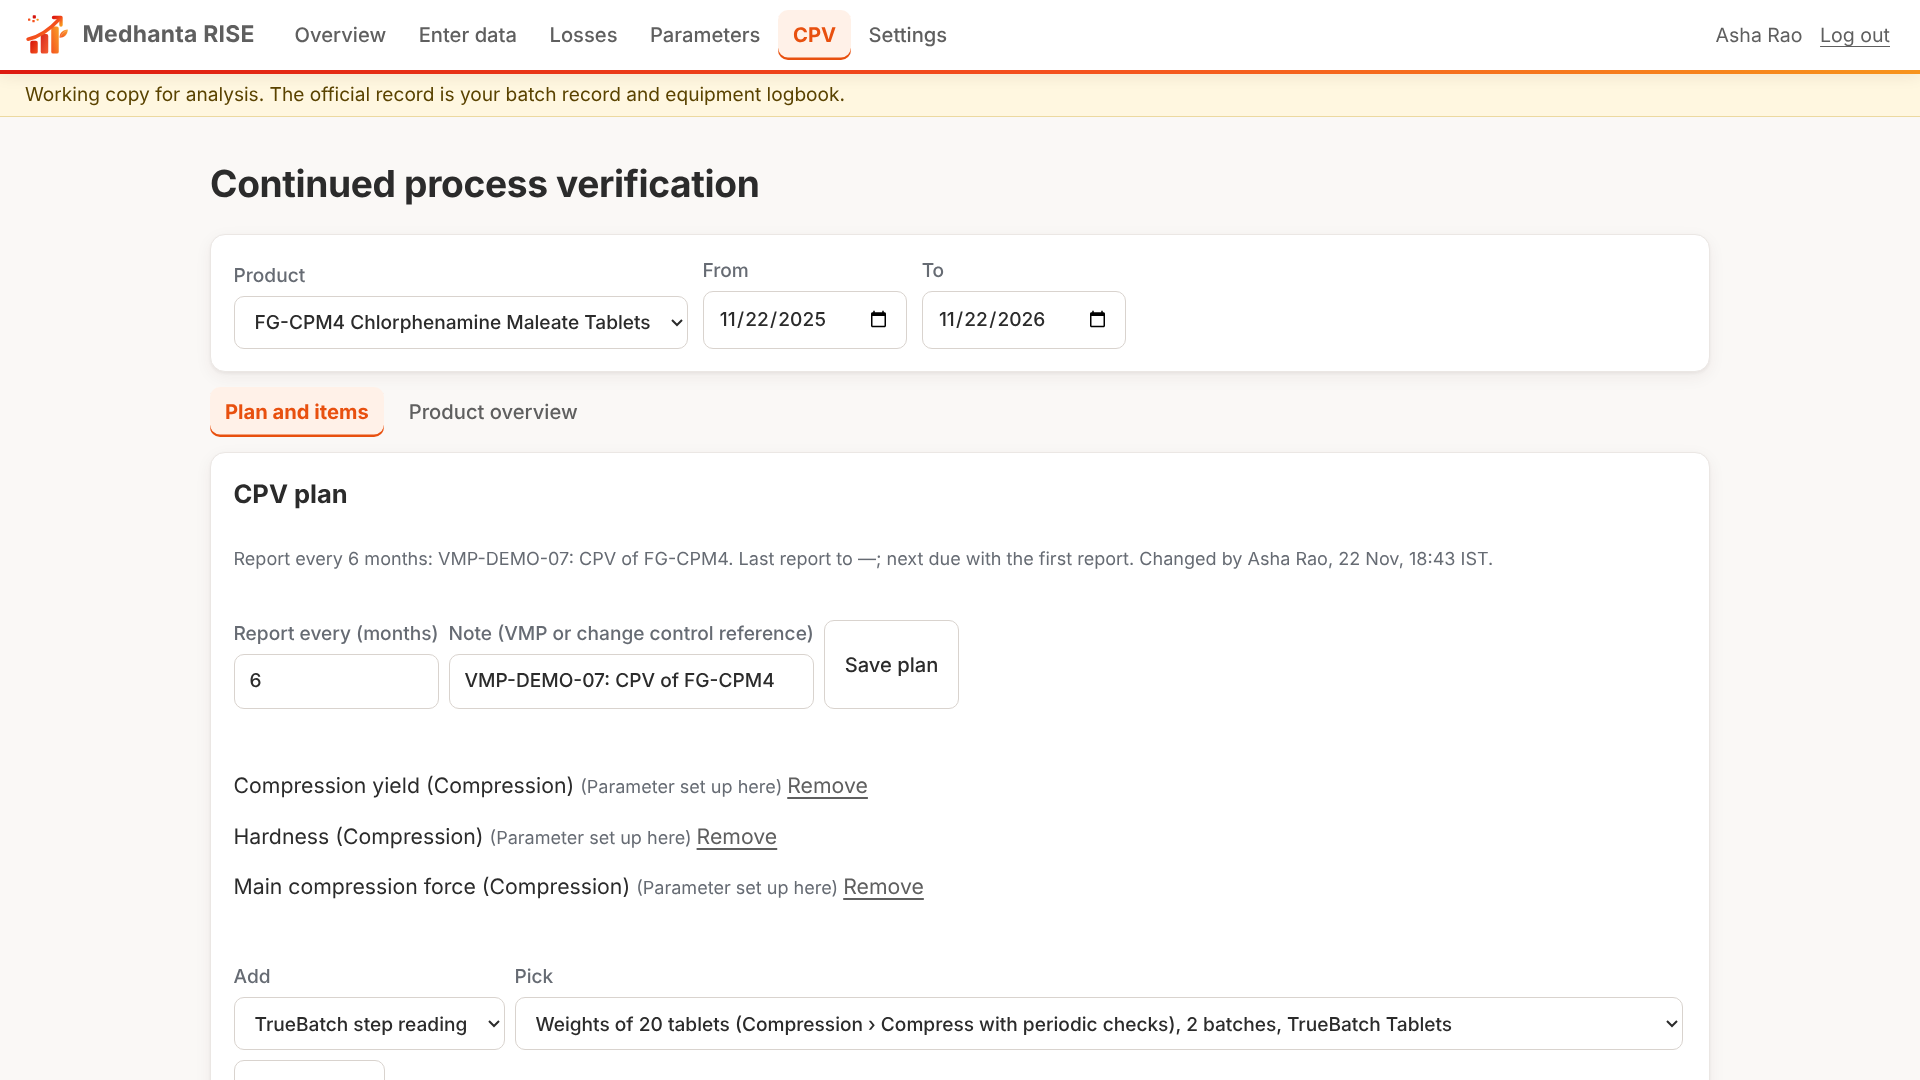 Medhanta RISE Overview Enter data Losses Parameters CPV Settings Asha Rao Log out
Working copy for analysis. The official record is your batch record and equipment logbook.
Continued process verification
Product From To
FG-CPM4 Chlorphenamine Maleate Tablets 11/22/2025 11/22/2026
Plan and items Product overview
CPV plan
Report every 6 months: VMP-DEMO-07: CPV of FG-CPM4. Last report to —; next due with the first report. Changed by Asha Rao, 22 Nov, 18:43 IST.
Report every (months) Note (VMP or change control reference)
6 VMP-DEMO-07: CPV of FG-CPM4 Save plan
Compression yield (Compression) (Parameter set up here) Remove
Hardness (Compression) (Parameter set up here) Remove
Main compression force (Compression) (Parameter set up here) Remove
Add Pick
TrueBatch step reading Weights of 20 tablets (Compression › Compress with periodic checks), 2 batches, TrueBatch Tablets